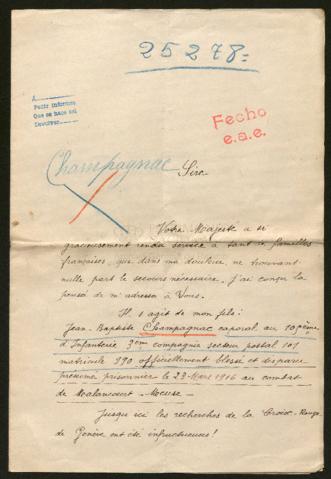 25278=
A
Pedir informes
Que se hace así
Devolver
Fecho
e.a.e.
Champagnac
Sire
Votre Majesté a si
gracieusement rendu service à tant de familles
françaises, que dans ma douleur, ne trouvant
nulle part le secours nécessaire, j'ai conçu la
pensée de m'adresser à Vous.
Il s'agit de mon fils:
Jean-Baptiste Champagnac caporal au
d'Infanterie 3em compagnie secteur postal 101
matricule 390 officiellement blessé et disparu
présumé prisonnier le 23 Mars 1916 au combat
de Malancourt - Meuse -
Jusqu'ici les recherches de la Croix-Rouge
de Genève ont été infructueuses!